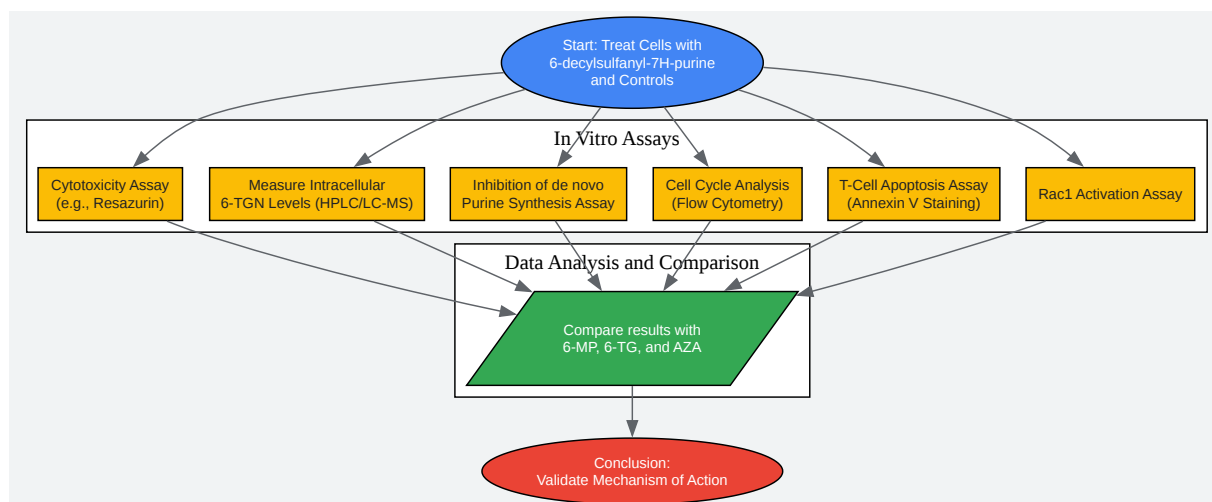 Start: Treat Cells with
6-decylsulfanyl-7H-purine
and Controls
In Vitro Assays
Cytotoxicity Assay
(e.g., Resazurin)
Measure Intracellular
6-TGN Levels (HPLC/LC-MS)
Inhibition of de novo
Purine Synthesis Assay
Cell Cycle Analysis
(Flow Cytometry)
T-Cell Apoptosis Assay
(Annexin V Staining)
Rac1 Activation Assay
Data Analysis and Comparison
Compare results with
6-MP, 6-TG, and AZA
Conclusion:
Validate Mechanism of Action